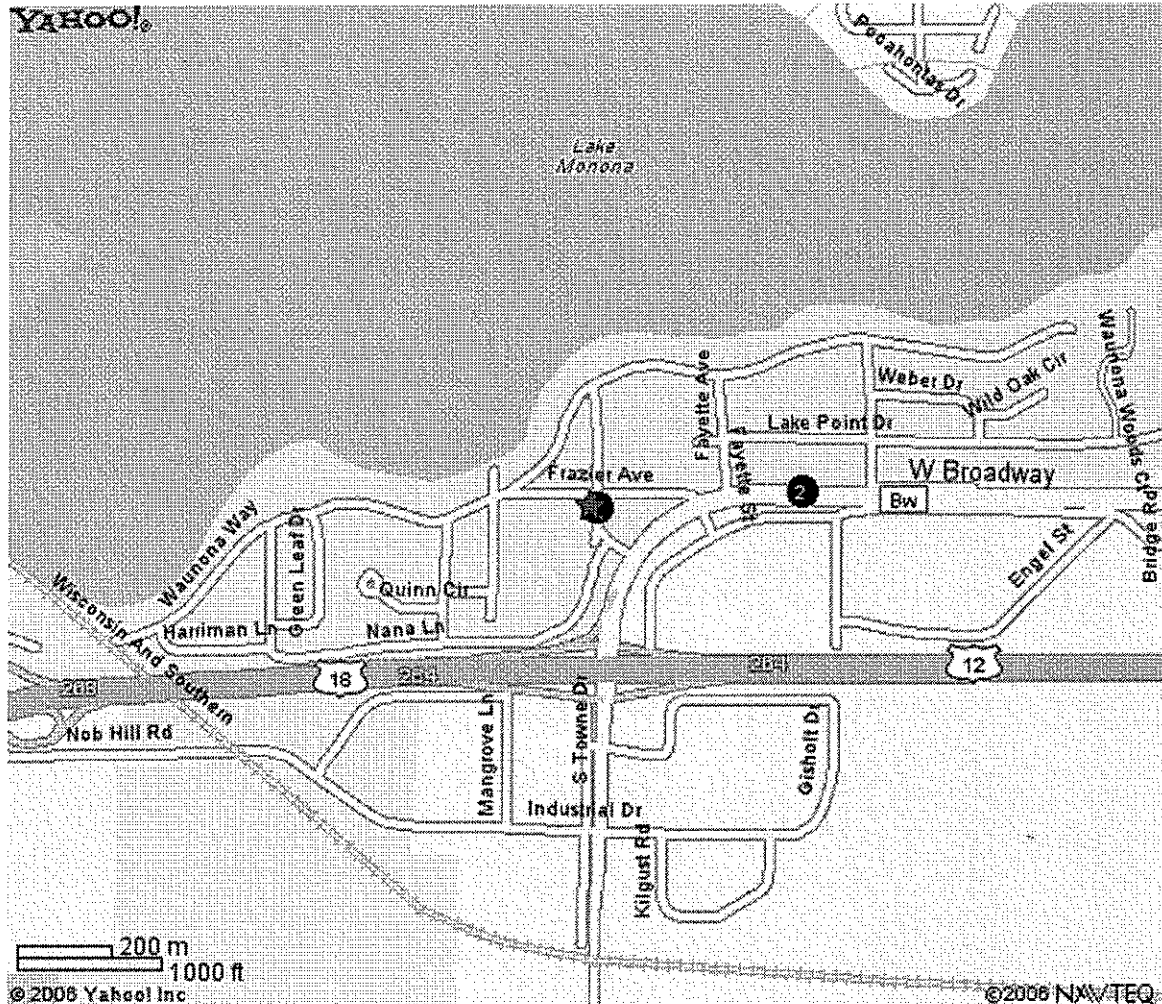 YAHOO!®
Pocahontas Dr
Lake
Monona
Waunona Woods Ct
Fayette Ave
Weber Dr
Wild Oak Cir
Lake Point Dr
Fayette St
Frazier Ave
W Broadway
2
Bw
Bridge Rd
Engel St
Waunona Way
Green Leaf Dr
Quinn Cir
Harriman Ln
Nana Ln
Wisconsin And Southern
18
264
264
12
Nob Hill Rd
Mangrove Ln
S Towne Dr
Gisholt Dr
Industrial Dr
Kilgust Rd
200 m
1000 ft
©2006 Yahoo! Inc
©2006 NAVTEQ